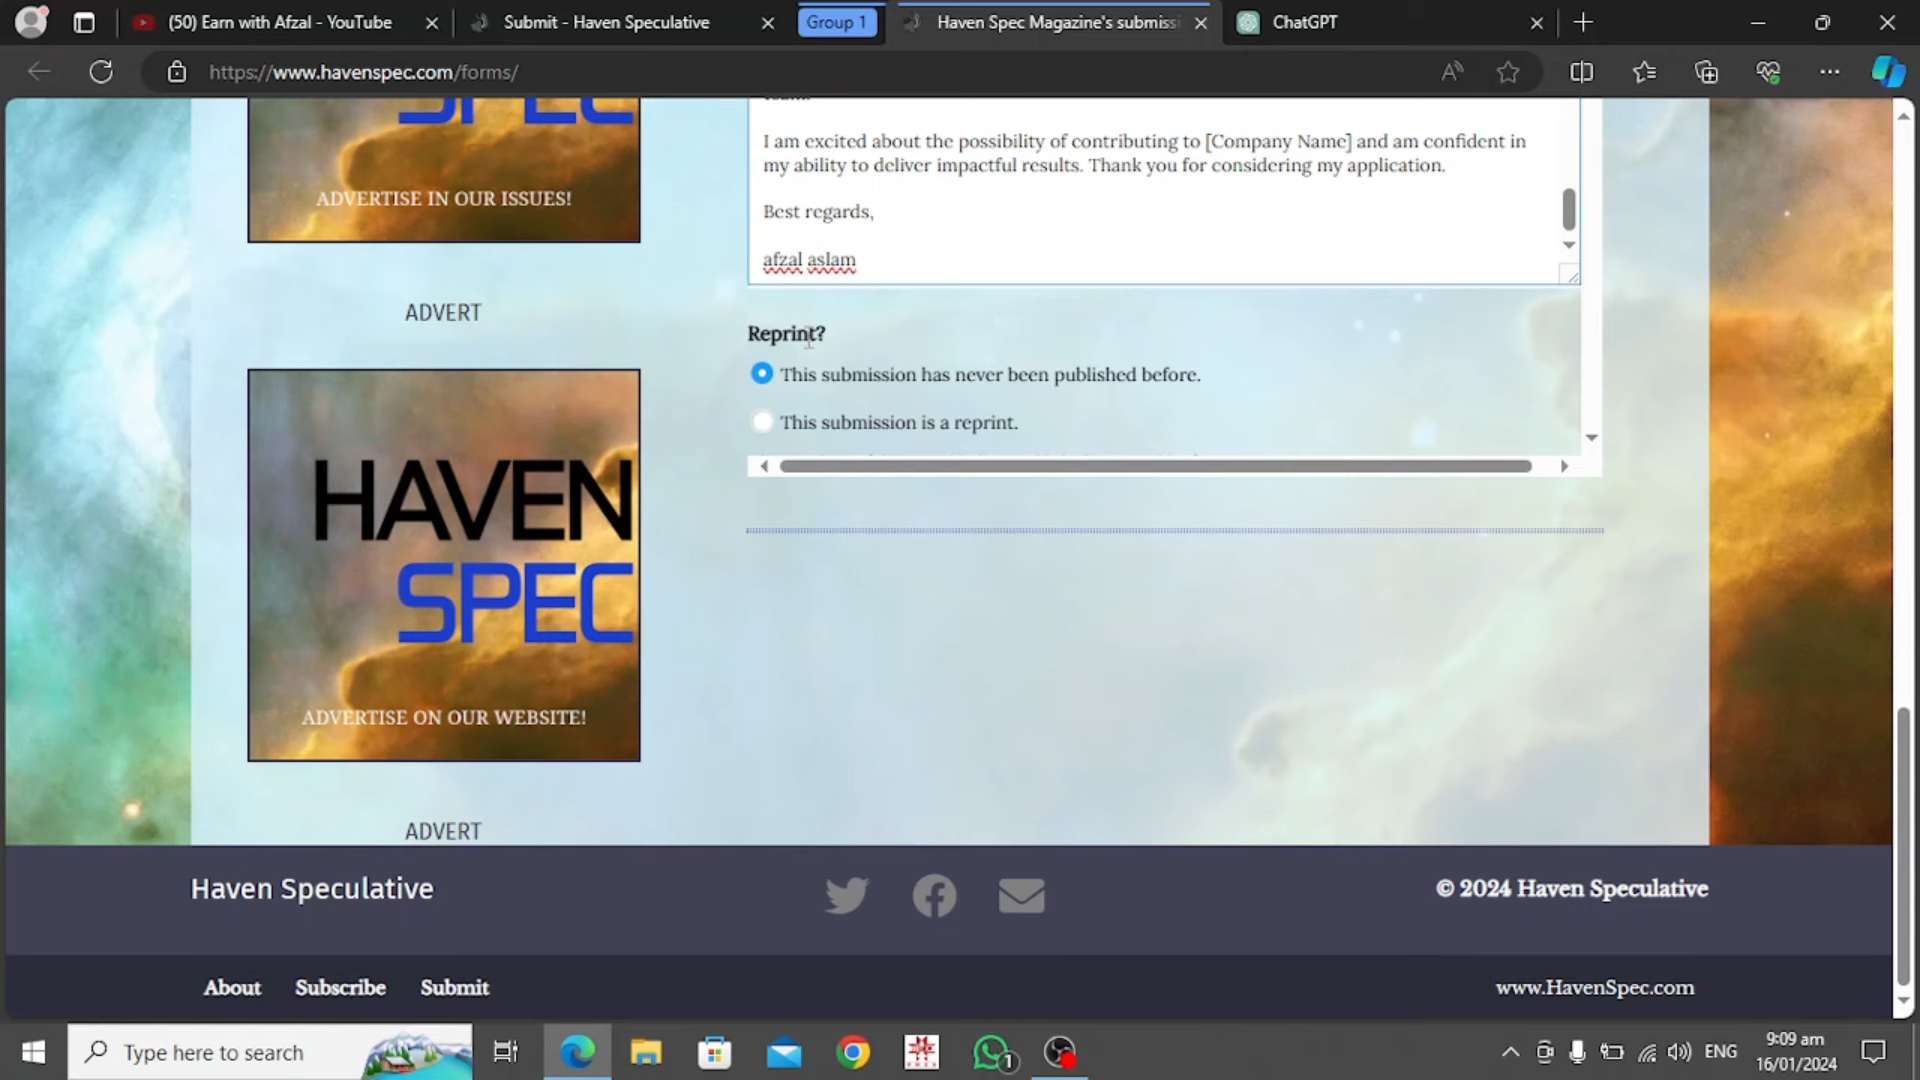 (50) Earn with Afzal - YouTube
Submit - Haven Speculative
Group 1
Haven Spec Magazine's submiss
ChatGPT
https://www.havenspec.com/forms/
SPEC
ADVERTISE IN OUR ISSUES!
ADVERT
HAVEN
SPEC
ADVERTISE ON OUR WEBSITE!
ADVERT
I am excited about the possibility of contributing to [Company Name] and am confident in
my ability to deliver impactful results. Thank you for considering my application.
Best regards,
afzal aslam
Reprint?
This submission has never been published before.
This submission is a reprint.
Haven Speculative
© 2024 Haven Speculative
About Subscribe Submit
www.HavenSpec.com
Type here to search
1
ENG
9:09 am
16/01/2024